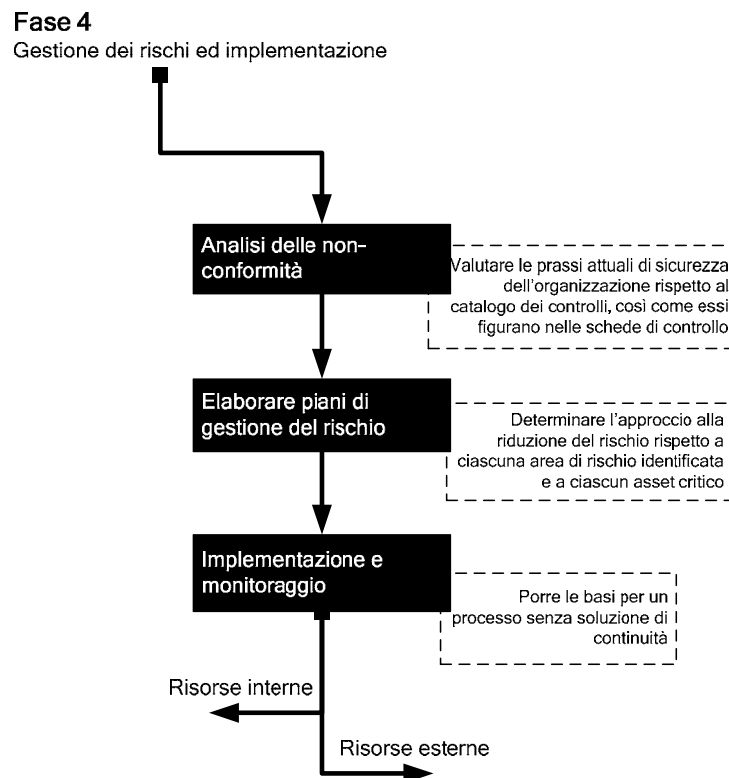 Fase 4
Gestione dei rischi ed implementazione
Analisi delle non-
conformità
Valutare le prassi attuali di sicurezza
dell'organizzazione rispetto al
catalogo dei controlli, così come essi
figurano nelle schede di controllo
Elaborare piani di
gestione del rischio
Determinare l'approccio alla
riduzione del rischio rispetto a
ciascuna area di rischio identificata
e a ciascun asset critico
Implementazione e
monitoraggio
Porre le basi per un
processo senza soluzione di
continuità
Risorse interne
Risorse esterne